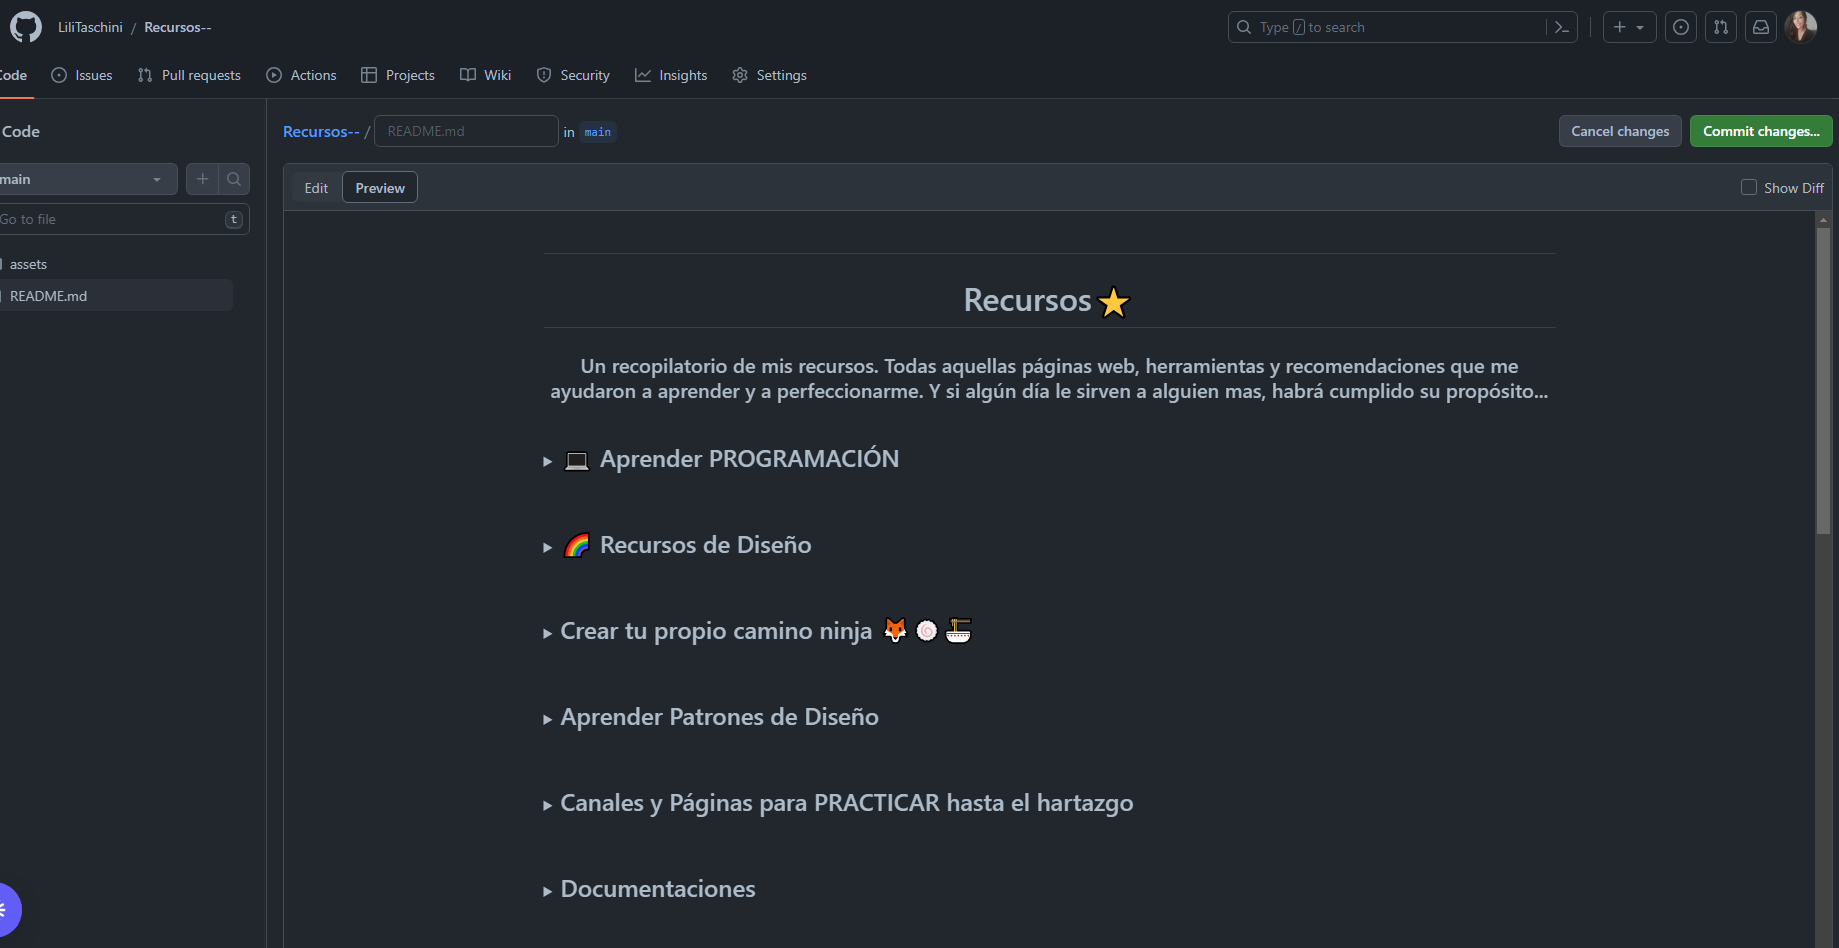 LiliTaschini / Recursos--
Type / to search
Code
Issues
Pull requests
Actions
Projects
Wiki
Security
Insights
Settings
Code
Recursos-- / README.md in main
Cancel changes
Commit changes...
main
Edit
Preview
Show Diff
Go to file
t
assets
README.md
Recursos
Un recopilatorio de mis recursos. Todas aquellas páginas web, herramientas y recomendaciones que me
ayudaron a aprender y a perfeccionarme. Y si algún día le sirven a alguien mas, habrá cumplido su propósito...
Aprender PROGRAMACIÓN
Recursos de Diseño
Crear tu propio camino ninja
Aprender Patrones de Diseño
Canales y Páginas para PRACTICAR hasta el hartazgo
Documentaciones